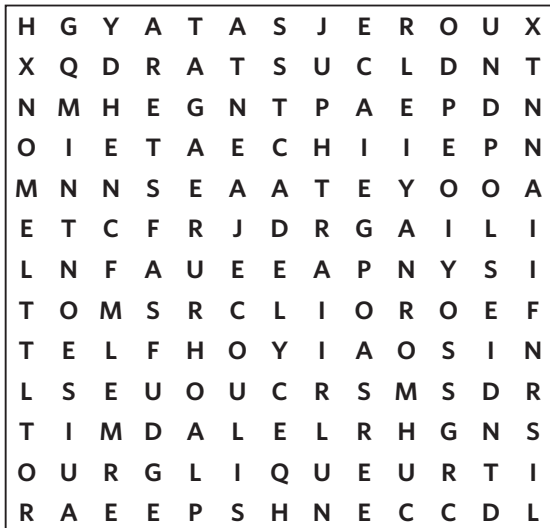 H G Y A T A S J E R O U X
X Q D R A T S U C L D N T
N M H E G N T P A E P D N
O I E T A E C H I I E P N
M N N S E A A T E Y O O A
E T C F R J D R G A I L I
L N F A U E E A P N Y S I
T O M S R C L I O R O E F
T E L F H O Y I A O S I N
L S E U O U C R S M S D R
T I M D A L E L R H G N S
O U R G L I Q U E U R T I
R A E E P S H N E C C D L